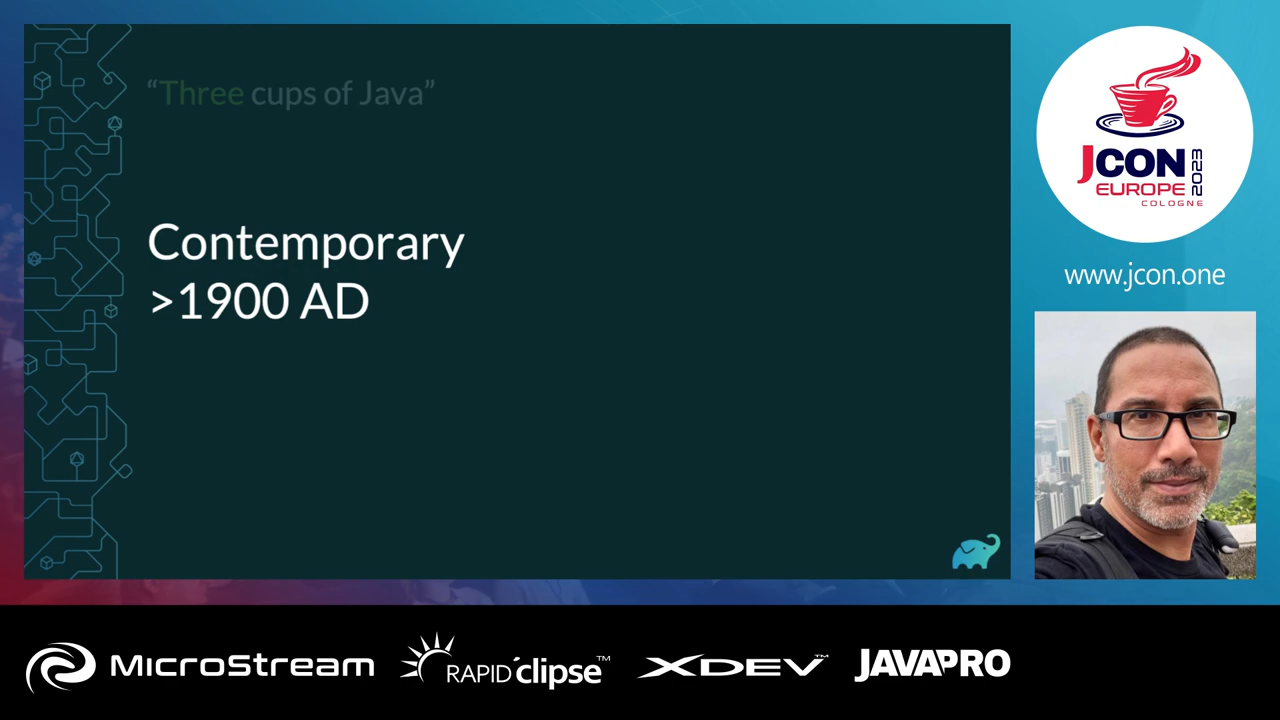 “Three cups of Java”
Contemporary
>1900 AD
JCON
EUROPE
2023
COLOGNE
www.jcon.one
MICROSTREAM
RAPID clipse™
XDEV™
JAVAPRO